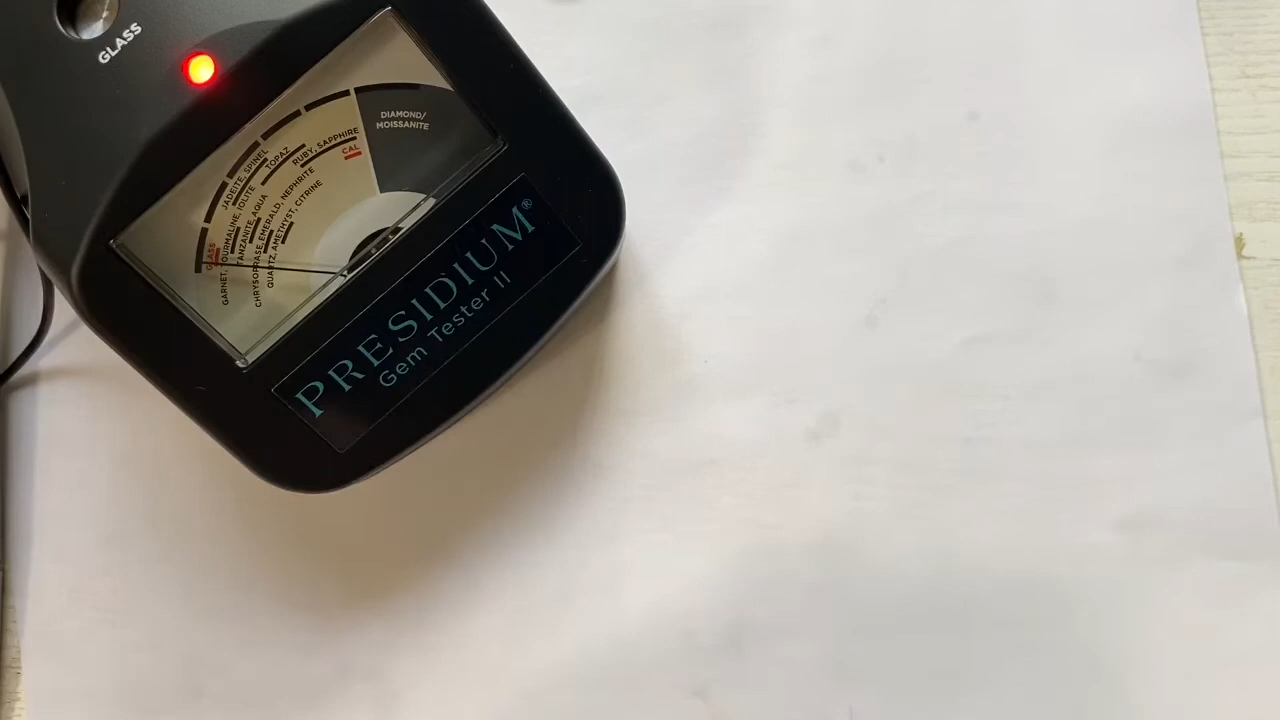 GLASS
DIAMOND/
MOISSANITE
RUBY, SAPPHIRE
CAL
TOPAZ
JADEITE, SPINEL
GLASS
GARNET, TOURMALINE, IOLITE
TANZANITE, AQUA
CHRYSOPRASE, EMERALD, NEPHRITE
QUARTZ, AMETHYST, CITRINE
PRESIDIUM®
Gem Tester II